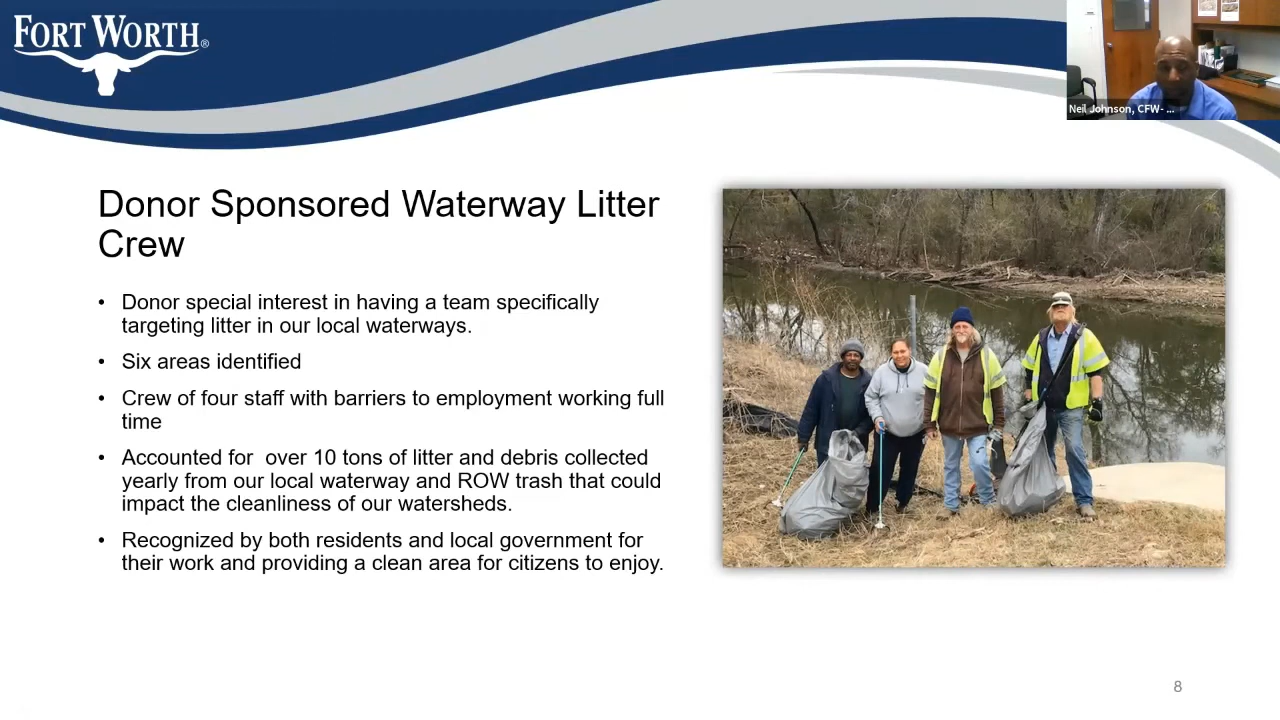 FORT WORTH®
Neil Johnson, CFW- ...
Donor Sponsored Waterway Litter
Crew
• Donor special interest in having a team specifically
targeting litter in our local waterways.
• Six areas identified
• Crew of four staff with barriers to employment working full
time
• Accounted for  over 10 tons of litter and debris collected
yearly from our local waterway and ROW trash that could
impact the cleanliness of our watersheds.
• Recognized by both residents and local government for
their work and providing a clean area for citizens to enjoy.
8